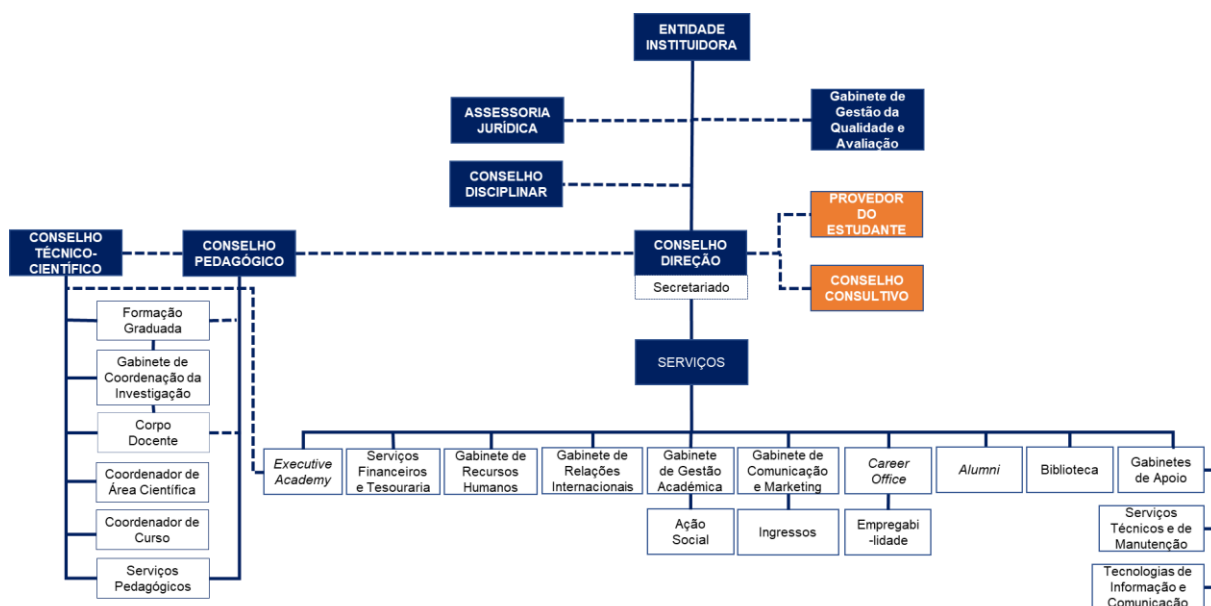 ENTIDADE
INSTITUIDORA
ASSESSORIA
JURÍDICA
Gabinete de
Gestão da
Qualidade e
Avaliação
CONSELHO
DISCIPLINAR
PROVEDOR
DO
ESTUDANTE
CONSELHO
TÉCNICO-
CIENTÍFICO
CONSELHO
PEDAGÓGICO
CONSELHO
DIREÇÃO
Secretariado
CONSELHO
CONSULTIVO
Formação
Graduada
Gabinete de
Coordenação da
Investigação
Corpo
Docente
Coordenador de
Área Científica
Coordenador de
Curso
Serviços
Pedagógicos
SERVIÇOS
Executive
Academy
Serviços
Financeiros
e Tesouraria
Gabinete de
Recursos
Humanos
Gabinete de
Relações
Internacionais
Gabinete
de Gestão
Académica
Gabinete de
Comunicação
e Marketing
Career
Office
Alumni
Biblioteca
Gabinetes
de Apoio
Ação
Social
Ingressos
Empregabi
-lidade
Serviços
Técnicos e de
Manutenção
Tecnologias de
Informação e
Comunicação